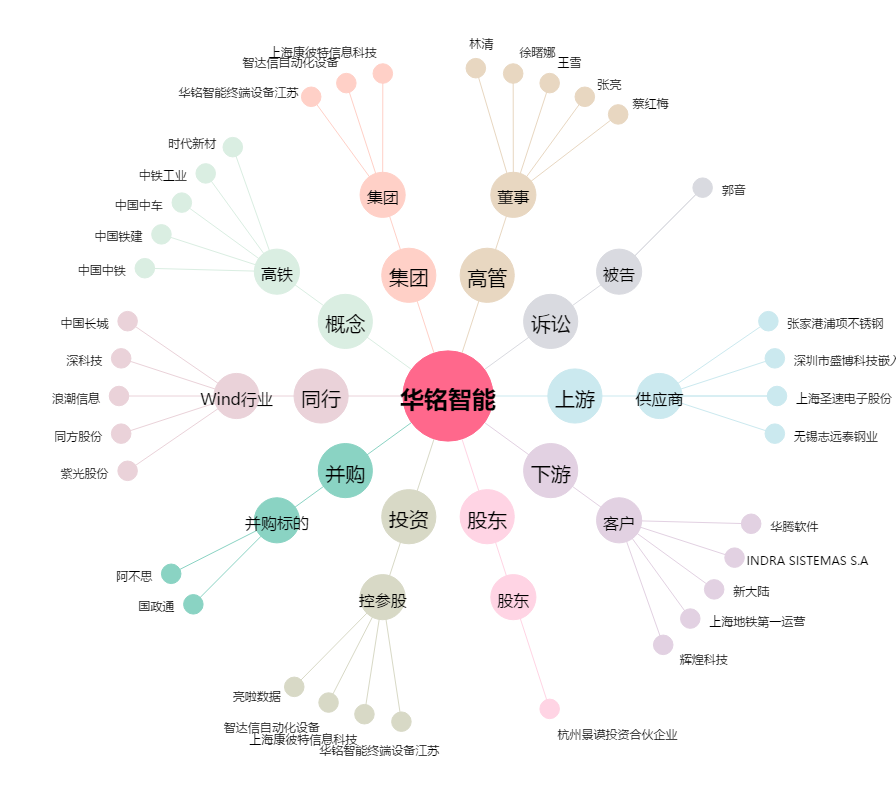 林清
上海康彼特信息科技
徐曙娜
智达信自动化设备
王雪
张亮
华铭智能终端设备江苏
蔡红梅
时代新材
中铁工业
郭音
集团
董事
中国中车
中国铁建
中国中铁
高铁
被告
集团
高管
中国长城
概念
诉讼
张家港浦项不锈钢
深科技
深圳市盛博科技嵌入
浪潮信息
Wind行业
同行
华铭智能
上游
供应商
上海圣速电子股份
同方股份
无锡志远泰钢业
紫光股份
并购
下游
并购标的
投资
股东
客户
华腾软件
INDRA SISTEMAS S.A
阿不思
新大陆
国政通
控参股
股东
上海地铁第一运营
辉煌科技
亮啦数据
智达信自动化设备
上海康彼特信息科技
杭州景谟投资合伙企业
华铭智能终端设备江苏